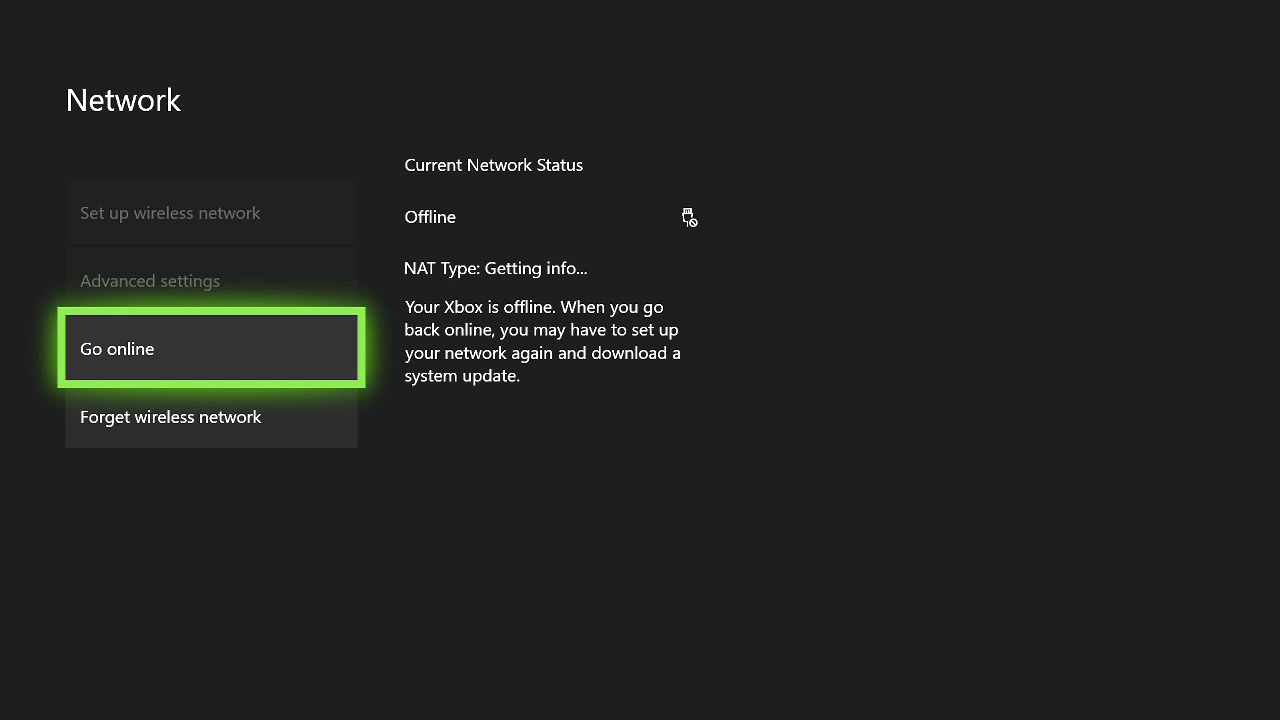 Network
Set up wireless network
Advanced settings
Go online
Forget wireless network
Current Network Status
Offline
NAT Type: Getting info...
Your Xbox is offline. When you go
back online, you may have to set up
your network again and download a
system update.